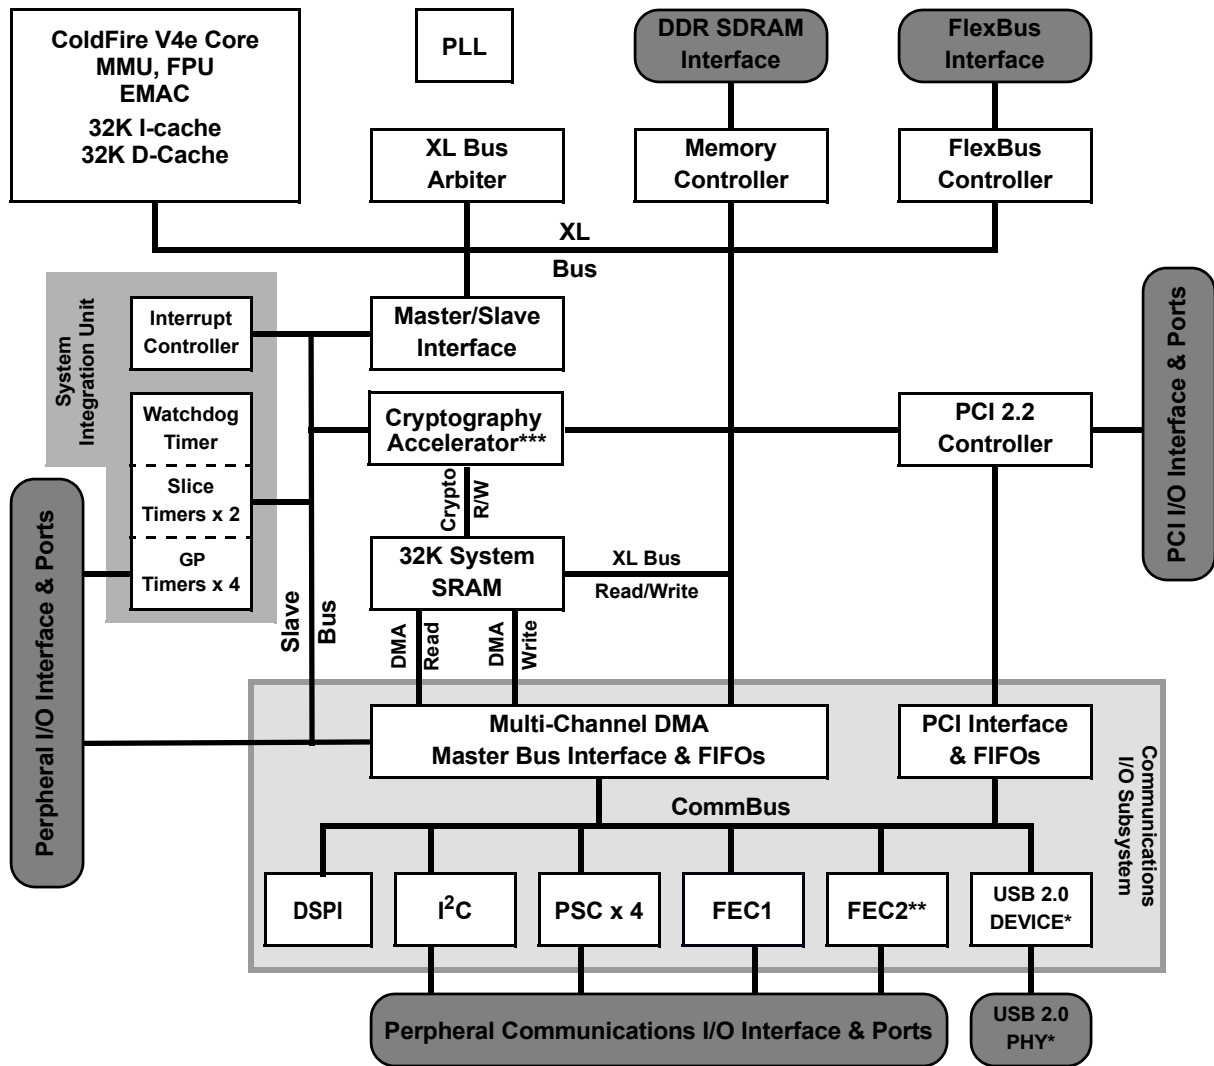 ColdFire V4e Core
MMU, FPU
EMAC
32K I-cache
32K D-Cache
PLL
DDR SDRAM
Interface
FlexBus
Interface
XL Bus
Arbiter
Memory
Controller
FlexBus
Controller
XL
Bus
System
Integration Unit
Interrupt
Controller
Master/Slave
Interface
PCI I/O Interface & Ports
Watchdog
Timer
Slice
Timers x 2
GP
Timers x 4
Cryptography
Accelerator***
PCI 2.2
Controller
Crypto
R/W
Perpheral I/O Interface & Ports
32K System
SRAM
XL Bus
Read/Write
Slave
Bus
DMA
Read
DMA
Write
Multi-Channel DMA
Master Bus Interface & FIFOs
PCI Interface
& FIFOs
Communications
I/O Subsystem
CommBus
DSPI
I²C
PSC x 4
FEC1
FEC2**
USB 2.0
DEVICE*
Perpheral Communications I/O Interface & Ports
USB 2.0
PHY*